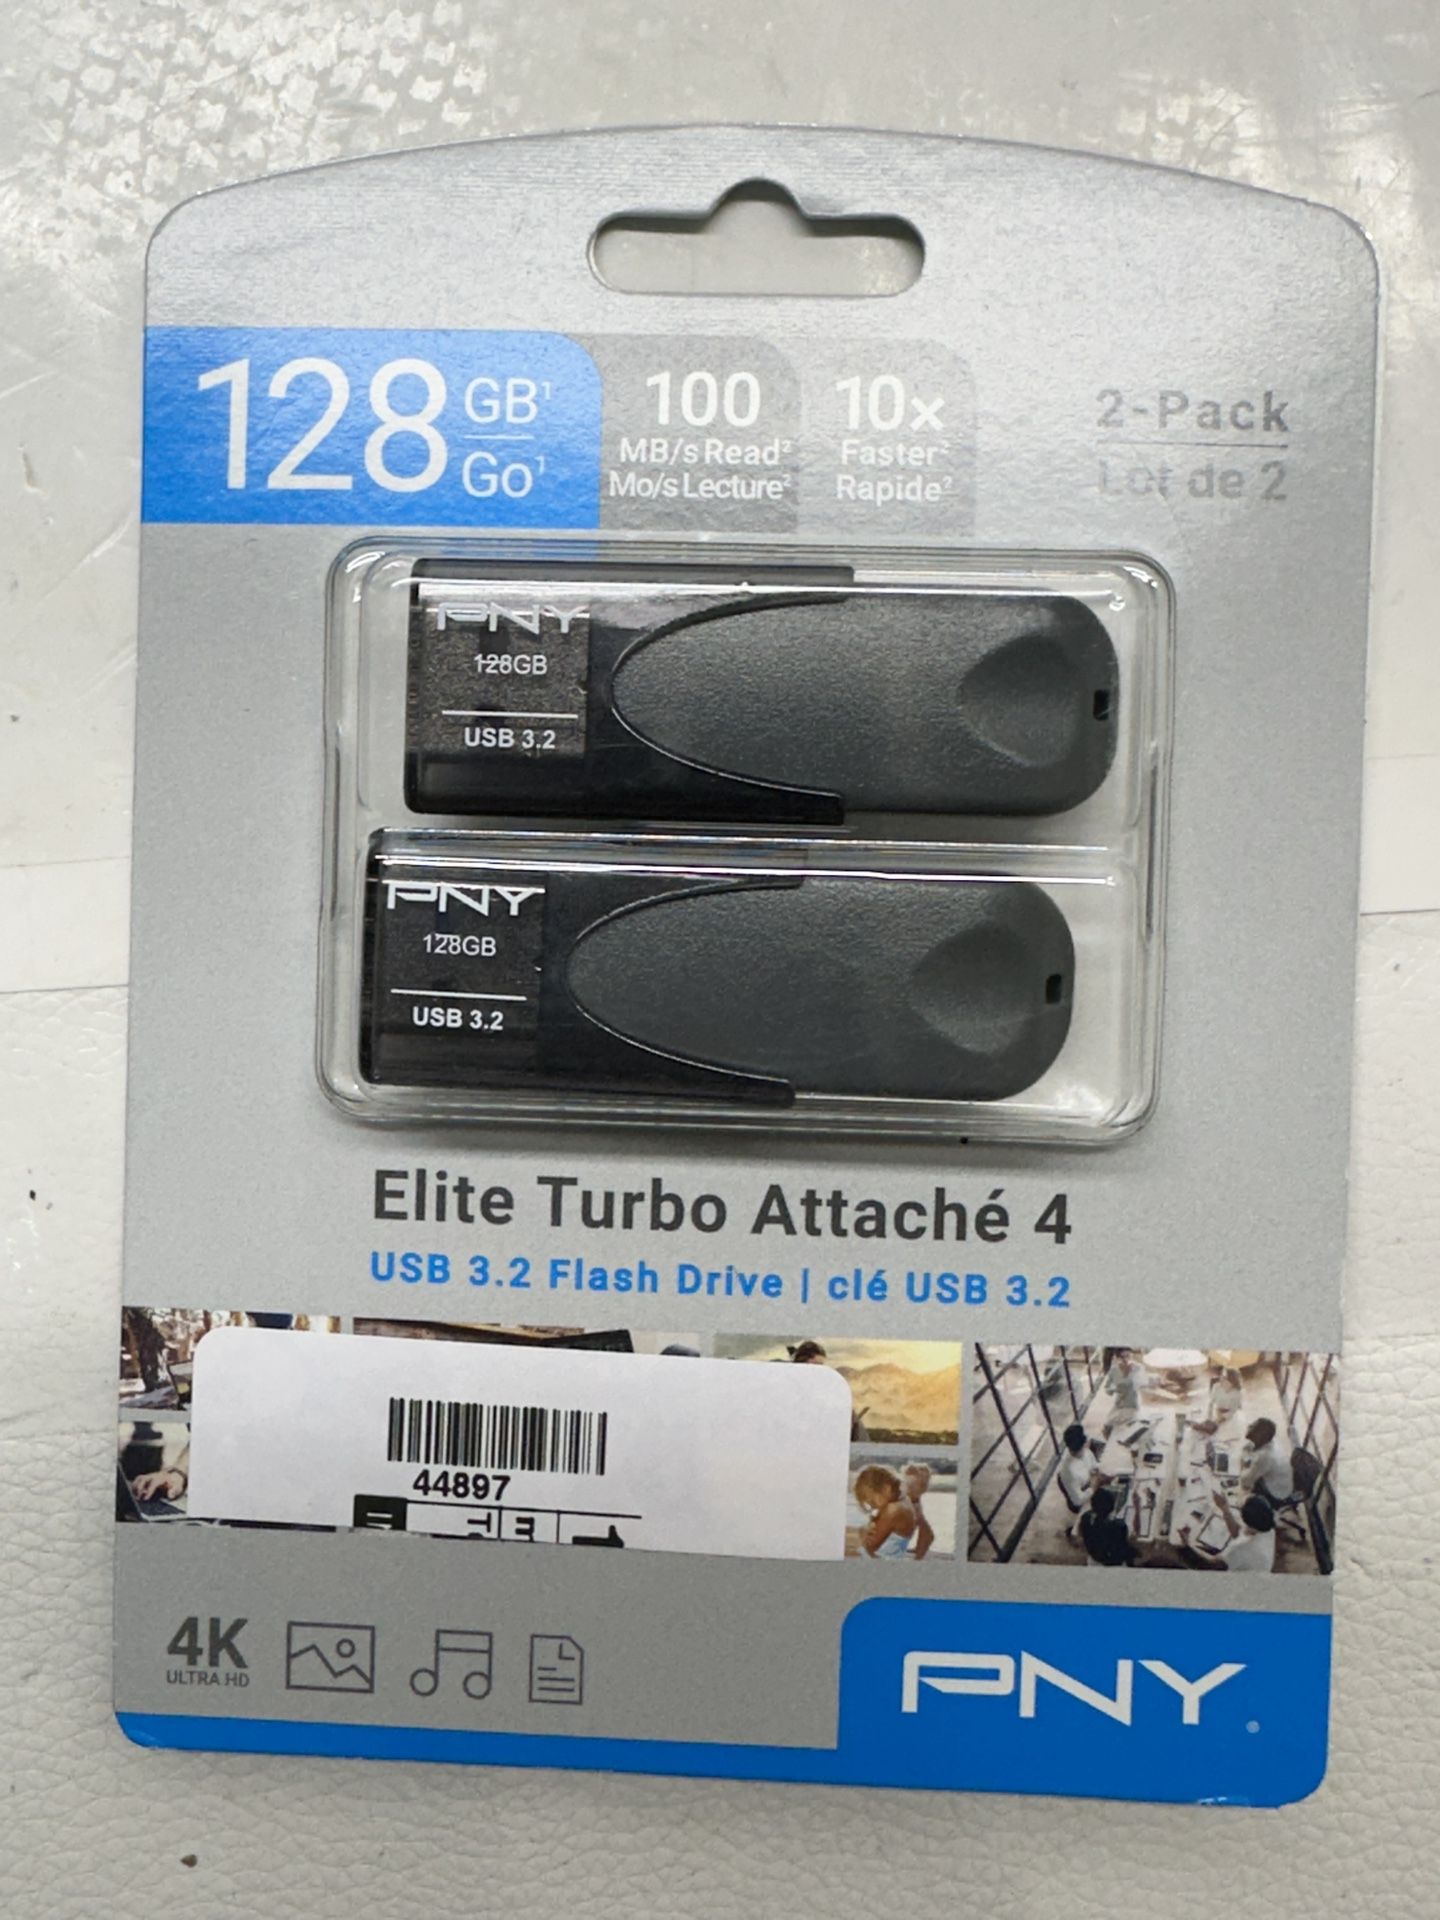 128 GB¹
Go¹
100
MB/s Read²
Mo/s Lecture²
10x
Faster²
Rapide²
2-Pack
Lot de 2
PNY
128GB
USB 3.2
PNY
128GB
USB 3.2
Elite Turbo Attaché 4
USB 3.2 Flash Drive | clé USB 3.2
44897
4K
ULTRA HD
PNY